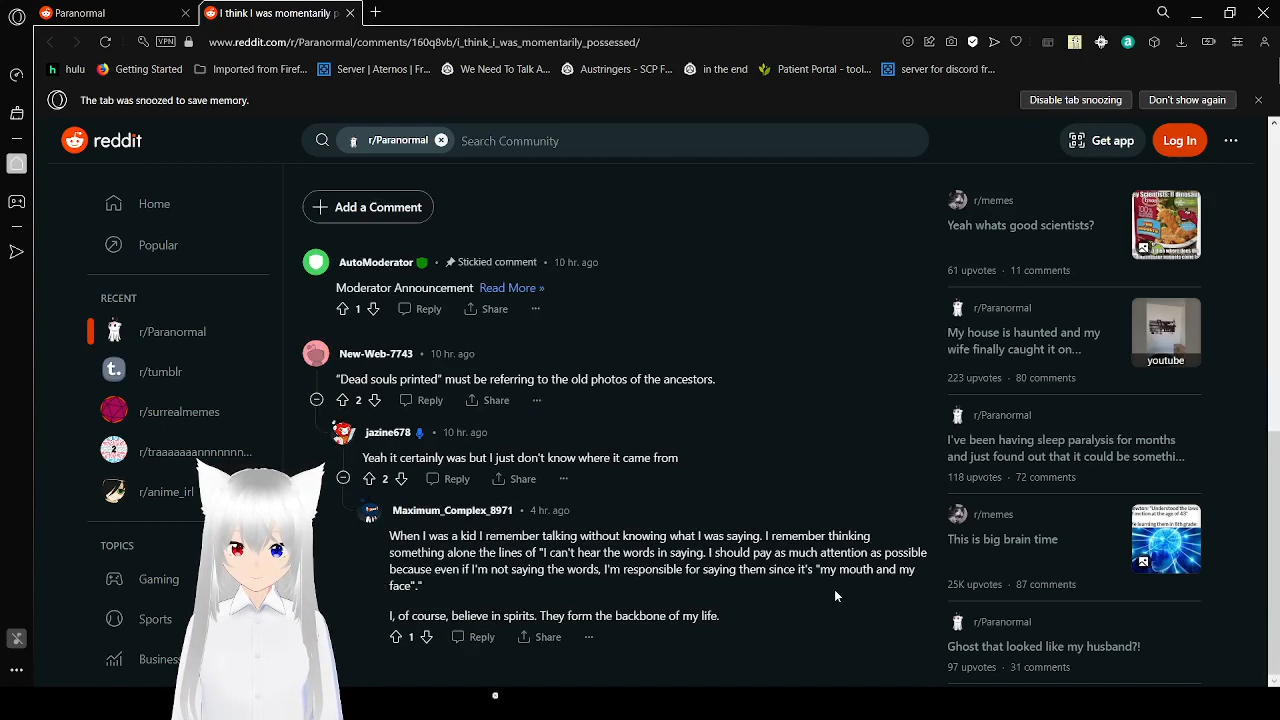 Paranormal
I think I was momentarily p
VPN
www.reddit.com/r/Paranormal/comments/160q8vb/i_think_i_was_momentarily_possessed/
hulu
Getting Started
Imported from Firef...
Server | Aternos | Fr...
We Need To Talk A...
Austringers - SCP F...
in the end
Patient Portal - tool...
server for discord fr...
The tab was snoozed to save memory.
Disable tab snoozing
Don't show again
reddit
r/Paranormal
Search Community
Get app
Log In
Home
Popular
RECENT
r/Paranormal
r/tumblr
r/surrealmemes
r/traaaaaaannnnnnn...
r/anime_irl
TOPICS
Gaming
Sports
Business
Add a Comment
AutoModerator • Stickied comment • 10 hr. ago
Moderator Announcement Read More »
1 Reply Share
New-Web-7743 • 10 hr. ago
“Dead souls printed” must be referring to the old photos of the ancestors.
2 Reply Share
jazine678 • 10 hr. ago
Yeah it certainly was but I just don't know where it came from
2 Reply Share
Maximum_Complex_8971 • 4 hr. ago
When I was a kid I remember talking without knowing what I was saying. I remember thinking
something alone the lines of "I can't hear the words in saying. I should pay as much attention as possible
because even if I'm not saying the words, I'm responsible for saying them since it's "my mouth and my
face"."
I, of course, believe in spirits. They form the backbone of my life.
1 Reply Share
r/memes
Yeah whats good scientists?
61 upvotes • 11 comments
r/Paranormal
My house is haunted and my
wife finally caught it on...
youtube
223 upvotes • 80 comments
r/Paranormal
I've been having sleep paralysis for months
and just found out that it could be somethi...
118 upvotes • 72 comments
r/memes
This is big brain time
25K upvotes • 87 comments
r/Paranormal
Ghost that looked like my husband?!
97 upvotes • 31 comments